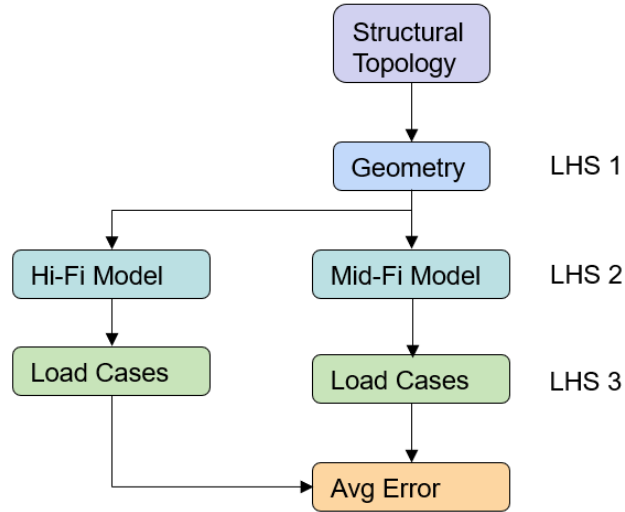 Structural
Topology
Geometry
LHS 1
Hi-Fi Model
Mid-Fi Model
LHS 2
Load Cases
Load Cases
LHS 3
Avg Error